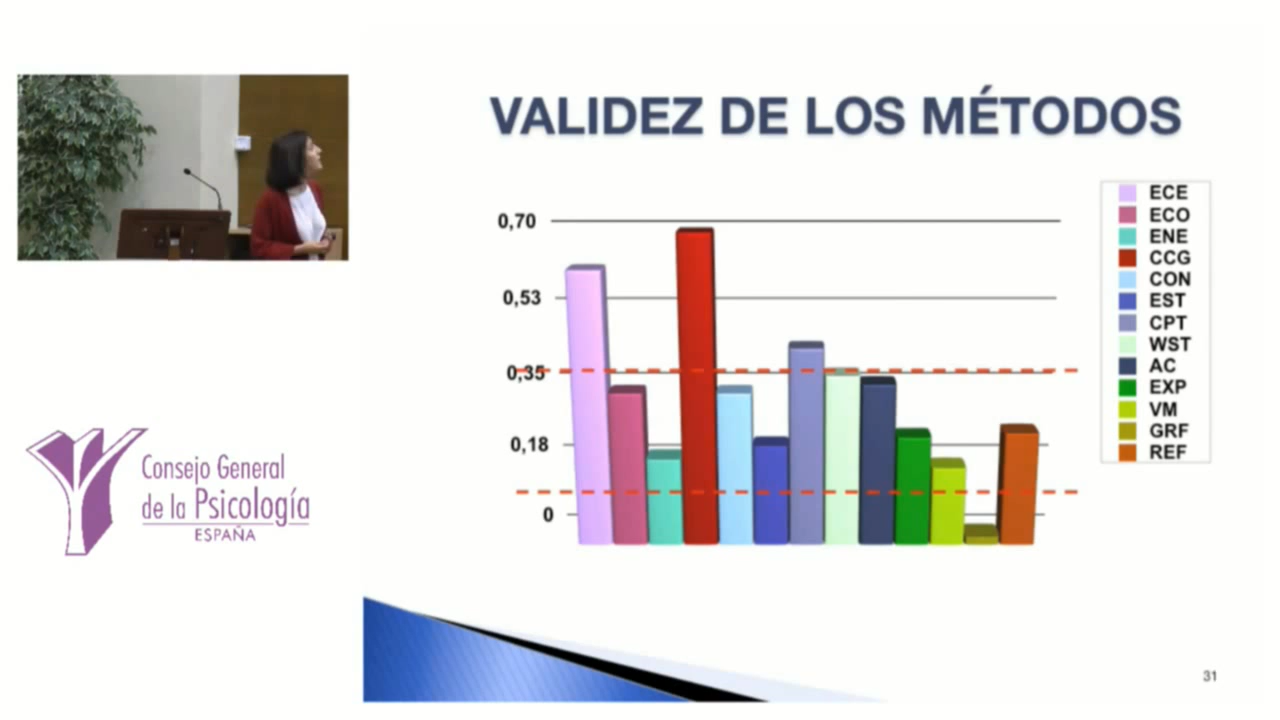 VALIDEZ DE LOS MÉTODOS
0,70
0,53
0,35
0,18
0
ECE
ECO
ENE
CCG
CON
EST
CPT
WST
AC
EXP
VM
GRF
REF
Consejo General
de la Psicología
ESPAÑA
31